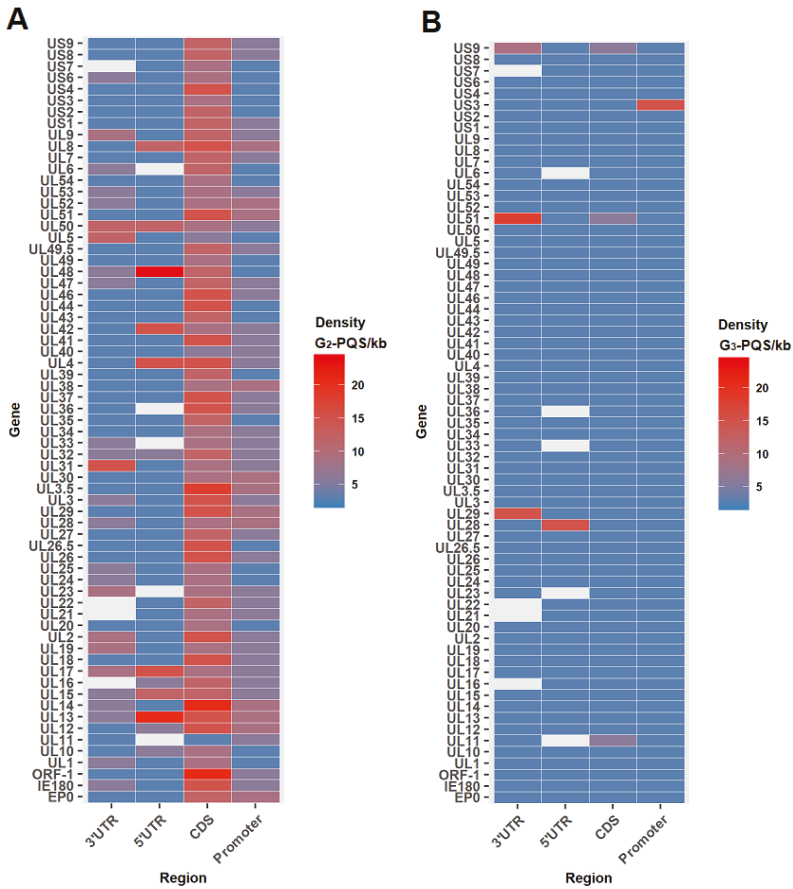 A
US9
US8
US7
US6
US4
US3
US2
US1
UL9
UL8
UL7
UL6
UL54
UL53
UL52
UL51
UL50
UL5
UL49.5
UL49
UL48
UL47
UL46
UL44
UL43
UL42
UL41
UL40
UL4
UL39
UL38
UL37
UL36
UL35
UL34
UL33
UL32
UL31
UL30
UL3.5
UL3
UL29
UL28
UL27
UL26.5
UL26
UL25
UL24
UL23
UL22
UL21
UL20
UL2
UL19
UL18
UL17
UL16
UL15
UL14
UL13
UL12
UL11
UL10
UL1
ORF-1
IE180
EP0
Gene
3'UTR
5'UTR
CDS
Promoter
Region
Density
G2-PQS/kb
20
15
10
5
B
US9
US8
US7
US6
US4
US3
US2
US1
UL9
UL8
UL7
UL6
UL54
UL53
UL52
UL51
UL50
UL5
UL49.5
UL49
UL48
UL47
UL46
UL44
UL43
UL42
UL41
UL40
UL4
UL39
UL38
UL37
UL36
UL35
UL34
UL33
UL32
UL31
UL30
UL3.5
UL3
UL29
UL28
UL27
UL26.5
UL26
UL25
UL24
UL23
UL22
UL21
UL20
UL2
UL19
UL18
UL17
UL16
UL15
UL14
UL13
UL12
UL11
UL10
UL1
ORF-1
IE180
EP0
Gene
3'UTR
5'UTR
CDS
Promoter
Region
Density
G3-PQS/kb
20
15
10
5